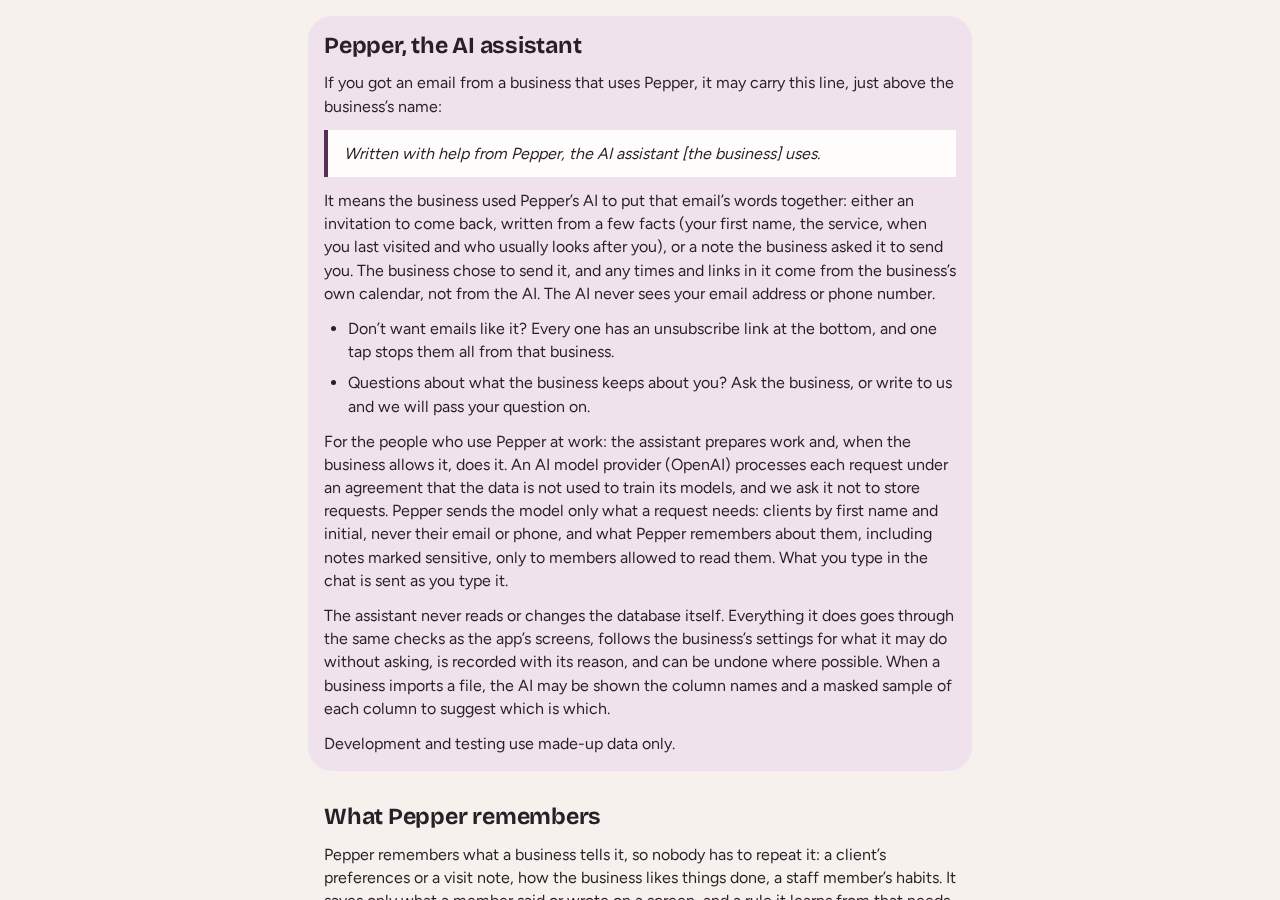 Pepper, the AI assistant
If you got an email from a business that uses Pepper, it may carry this line, just above the
business’s name:
Written with help from Pepper, the AI assistant [the business] uses.
It means the business used Pepper’s AI to put that email’s words together: either an
invitation to come back, written from a few facts (your first name, the service, when
you last visited and who usually looks after you), or a note the business asked it to send
you. The business chose to send it, and any times and links in it come from the business’s
own calendar, not from the AI. The AI never sees your email address or phone number.
• Don’t want emails like it? Every one has an unsubscribe link at the bottom, and one
tap stops them all from that business.
• Questions about what the business keeps about you? Ask the business, or write to us
and we will pass your question on.
For the people who use Pepper at work: the assistant prepares work and, when the
business allows it, does it. An AI model provider (OpenAI) processes each request under
an agreement that the data is not used to train its models, and we ask it not to store
requests. Pepper sends the model only what a request needs: clients by first name and
initial, never their email or phone, and what Pepper remembers about them, including
notes marked sensitive, only to members allowed to read them. What you type in the
chat is sent as you type it.
The assistant never reads or changes the database itself. Everything it does goes through
the same checks as the app’s screens, follows the business’s settings for what it may do
without asking, is recorded with its reason, and can be undone where possible. When a
business imports a file, the AI may be shown the column names and a masked sample of
each column to suggest which is which.
Development and testing use made-up data only.
What Pepper remembers
Pepper remembers what a business tells it, so nobody has to repeat it: a client’s
preferences or a visit note, how the business likes things done, a staff member’s habits. It
saves only what a member said or wrote on a screen, and a rule it learns from that needs